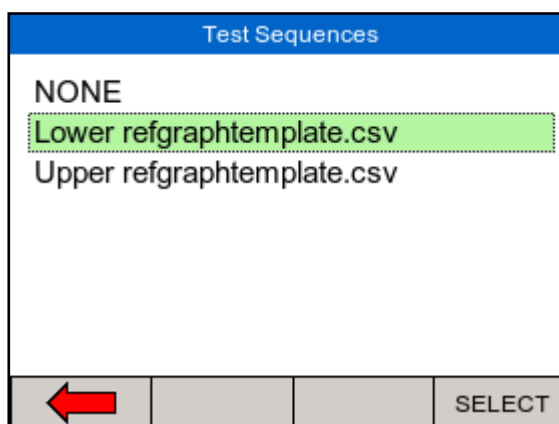 Test Sequences
NONE
Lower refgraphtemplate.csv
Upper refgraphtemplate.csv
SELECT